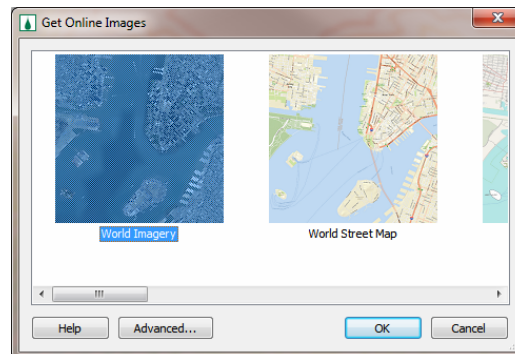 Get Online Images
World Imagery
World Street Map
Help
Advanced...
OK
Cancel